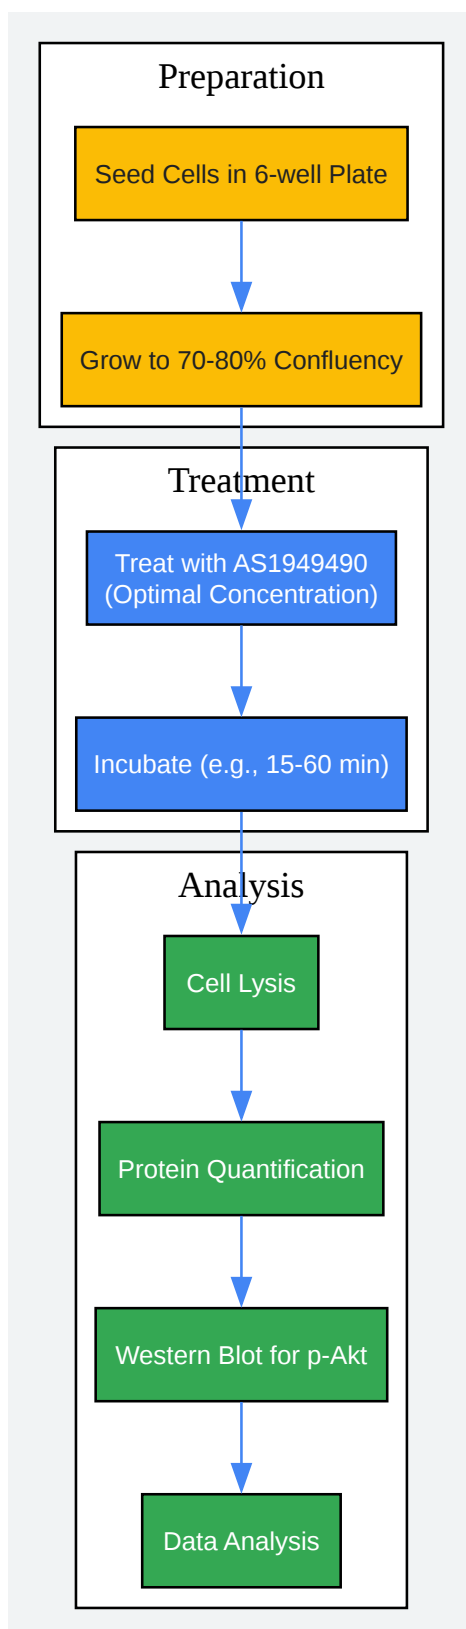 Preparation
Seed Cells in 6-well Plate
Grow to 70-80% Confluency
Treatment
Treat with AS1949490
(Optimal Concentration)
Incubate (e.g., 15-60 min)
Analysis
Cell Lysis
Protein Quantification
Western Blot for p-Akt
Data Analysis